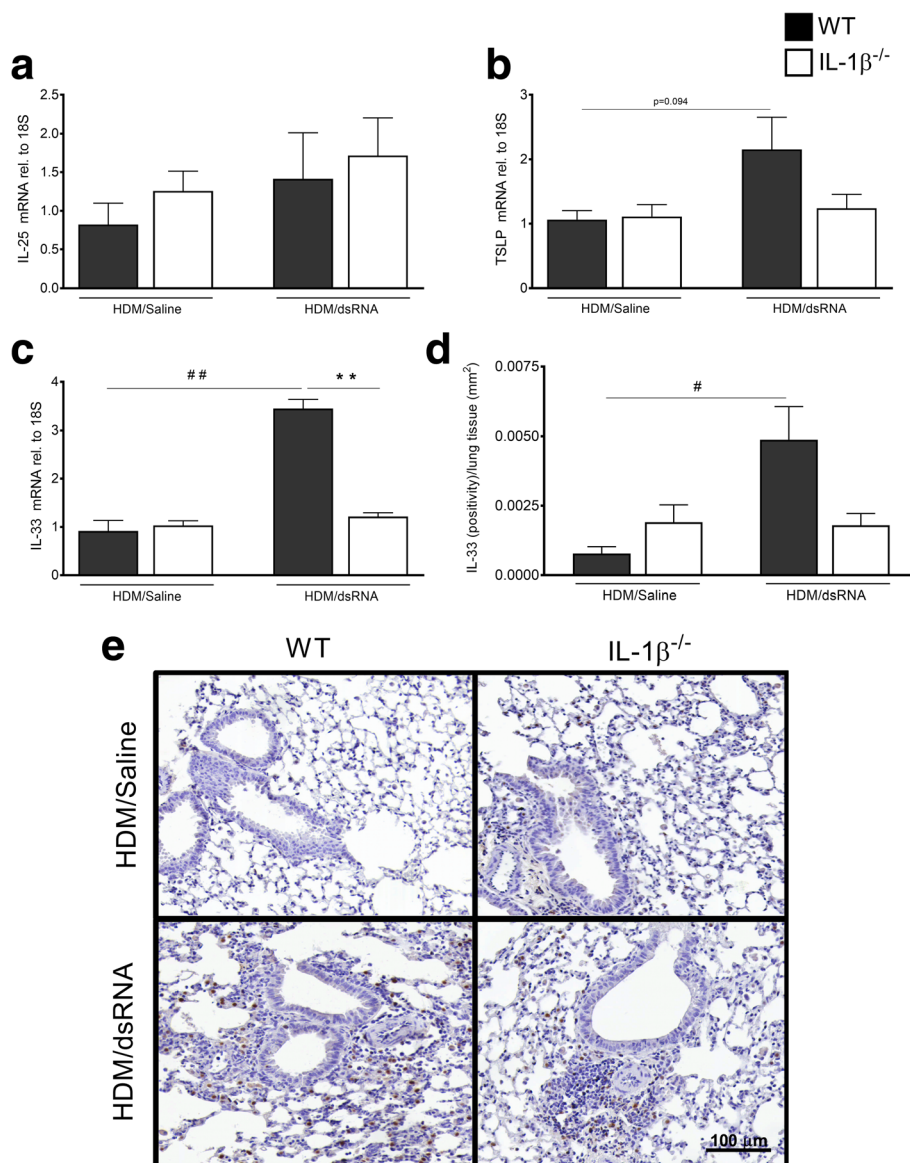 WT
IL-1β-/-
a
IL-25 mRNA rel. to 18S
2.5
2.0
1.5
1.0
0.5
0.0
HDM/Saline
HDM/dsRNA
b
TSLP mRNA rel. to 18S
3
2
1
0
p=0.094
HDM/Saline
HDM/dsRNA
c
IL-33 mRNA rel. to 18S
4
3
2
1
0
##
**
HDM/Saline
HDM/dsRNA
d
IL-33 (positivity)/lung tissue (mm²)
0.0075
0.0050
0.0025
0.0000
#
HDM/Saline
HDM/dsRNA
e
WT
IL-1β-/-
HDM/Saline
HDM/dsRNA
100 µm